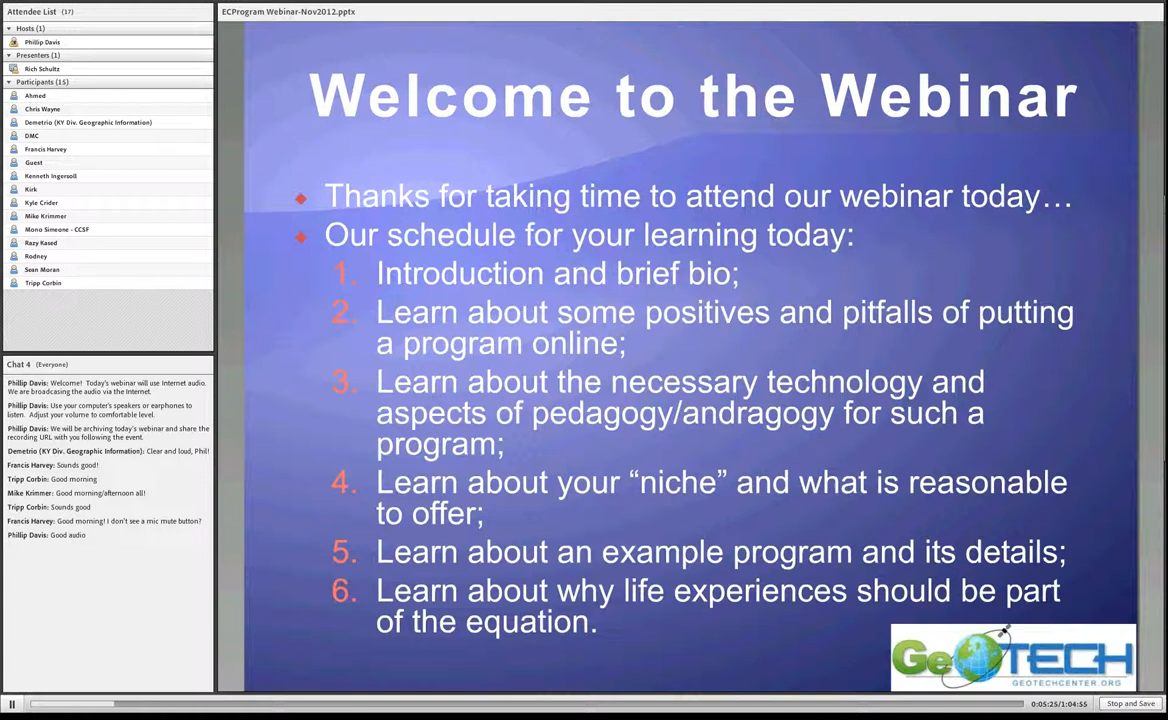 Attendee List (17)
Hosts (1)
Phillip Davis
Presenters (1)
Rich Schultz
Participants (15)
Ahmed
Chris Wayne
Demetrio (KY Div. Geographic Information)
DMC
Francis Harvey
Guest
Kenneth Ingersoll
Kirk
Kyle Crider
Mike Krimmer
Mono Simeone - CCSF
Razy Kased
Rodney
Sean Moran
Tripp Corbin
Chat 4 (Everyone)
Phillip Davis: Welcome! Today's webinar will use Internet audio.
We are broadcasting the audio via the Internet.
Phillip Davis: Use your computer's speakers or earphones to
listen. Adjust your volume to comfortable level.
Phillip Davis: We will be archiving today's webinar and share the
recording URL with you following the event.
Demetrio (KY Div. Geographic Information): Clear and loud, Phil!
Francis Harvey: Sounds good!
Tripp Corbin: Good morning
Mike Krimmer: Good morning/afternoon all!
Tripp Corbin: Sounds good
Francis Harvey: Good morning! I don't see a mic mute button?
Phillip Davis: Good audio
ECProgram Webinar-Nov2012.pptx
Welcome to the Webinar
Thanks for taking time to attend our webinar today…
Our schedule for your learning today:
1. Introduction and brief bio;
2. Learn about some positives and pitfalls of putting
a program online;
3. Learn about the necessary technology and
aspects of pedagogy/andragogy for such a
program;
4. Learn about your “niche” and what is reasonable
to offer;
5. Learn about an example program and its details;
6. Learn about why life experiences should be part
of the equation.
GeoTECH
GEOTECHCENTER.ORG
0:05:25/1:04:55
Stop and Save